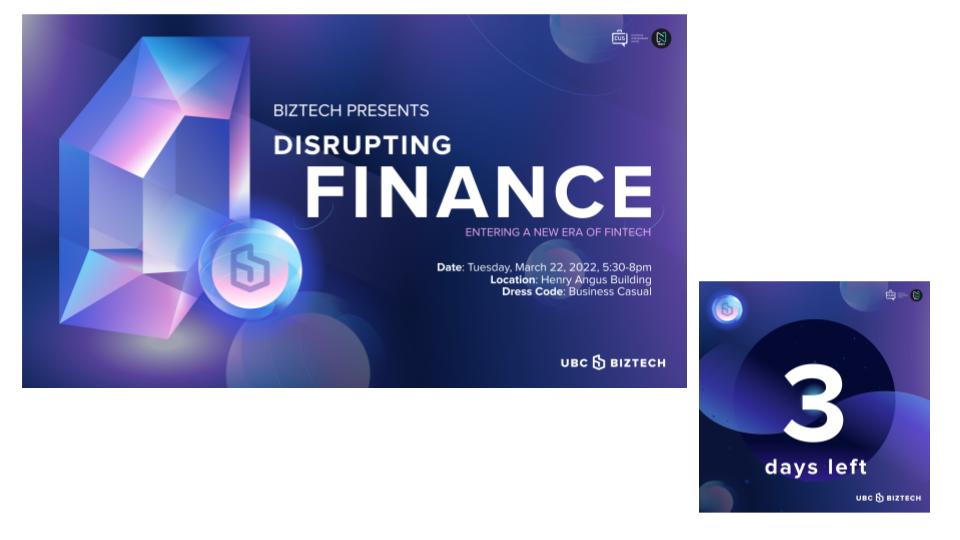 CUS
BIZTECH PRESENTS
DISRUPTING
FINANCE
ENTERING A NEW ERA OF FINTECH
Date: Tuesday, March 22, 2022, 5:30-8pm
Location: Henry Angus Building
Dress Code: Business Casual
UBC BIZTECH
3
days left
UBC BIZTECH